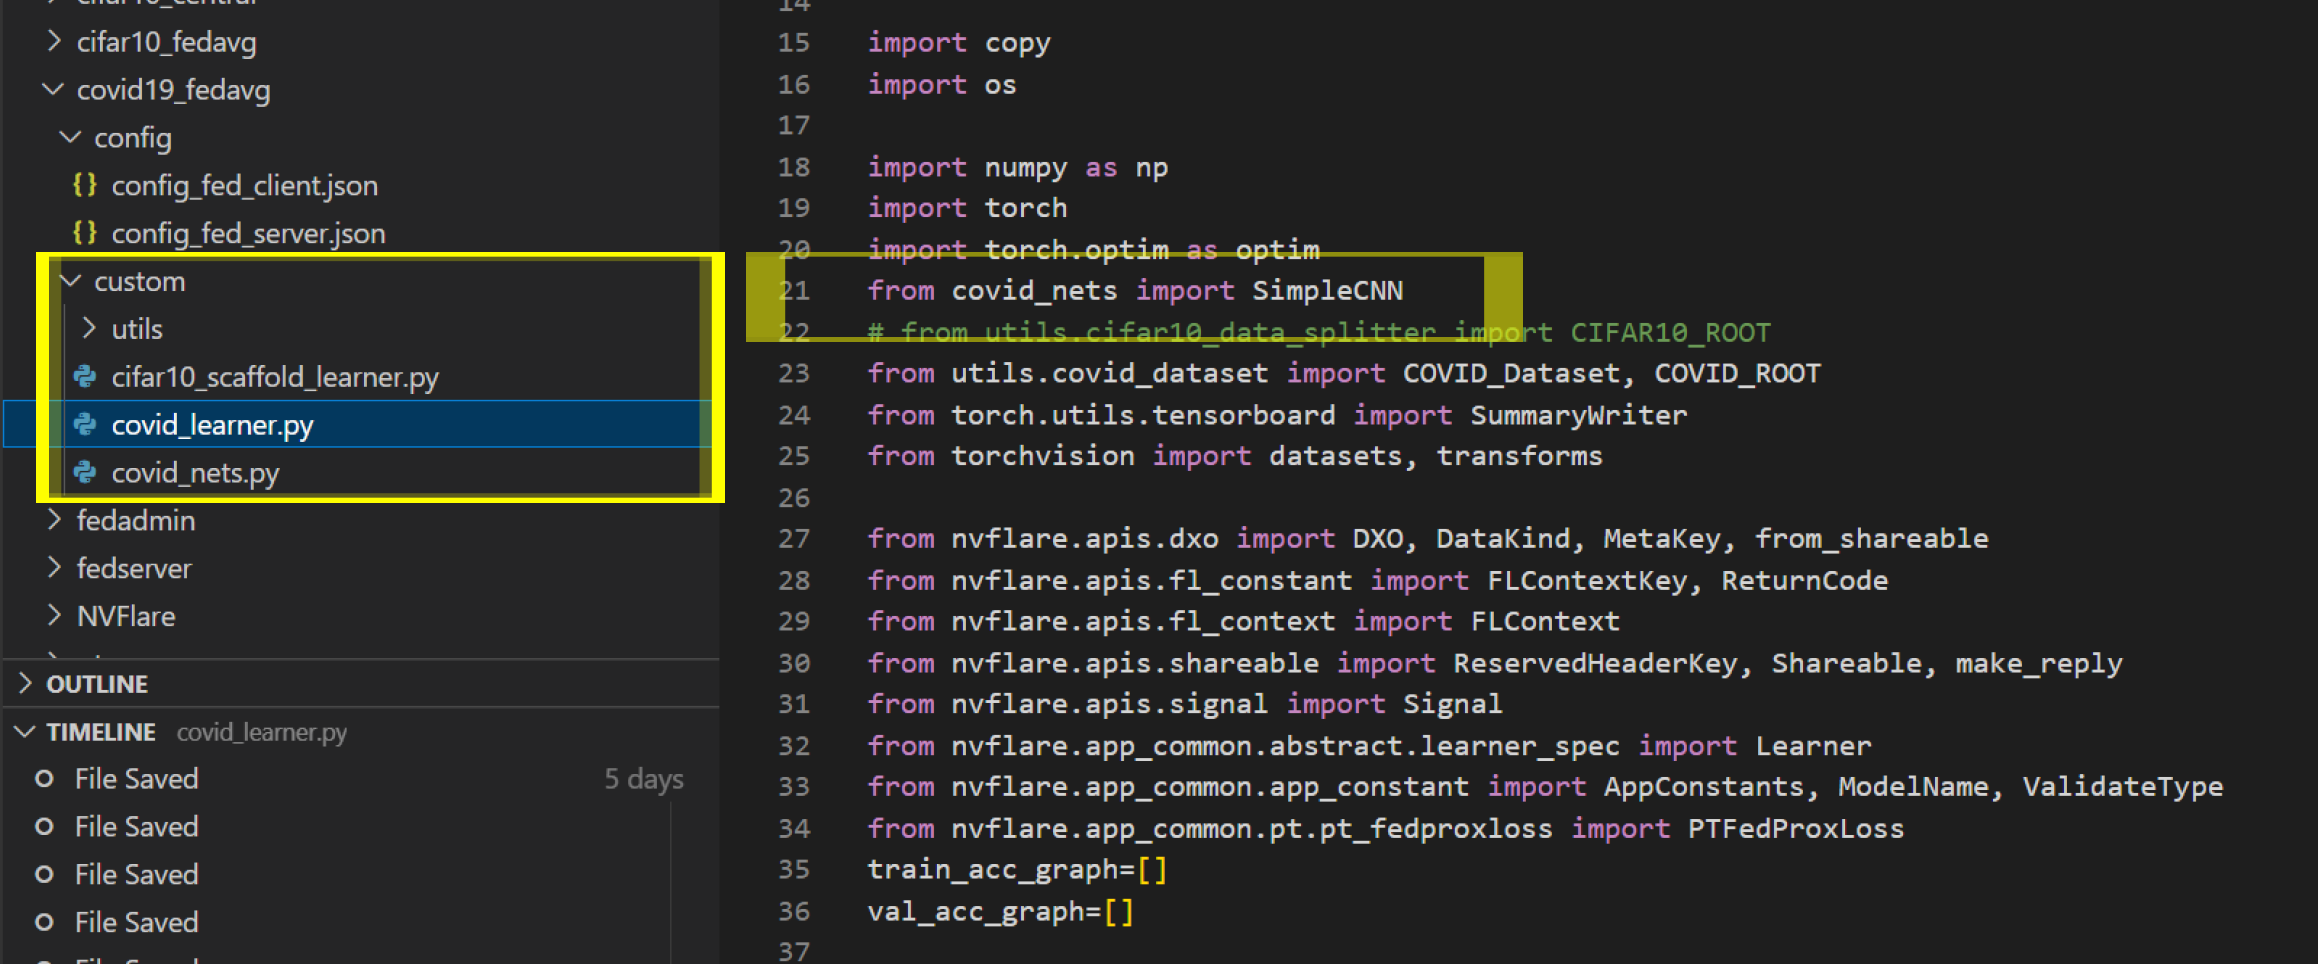 cifar10_central
cifar10_fedavg
covid19_fedavg
config
{} config_fed_client.json
{} config_fed_server.json
custom
utils
cifar10_scaffold_learner.py
covid_learner.py
covid_nets.py
fedadmin
fedserver
NVFlare
OUTLINE
TIMELINE covid_learner.py
File Saved 5 days
File Saved
File Saved
File Saved
File Saved
14
15 import copy
16 import os
17
18 import numpy as np
19 import torch
20 import torch.optim as optim
21 from covid_nets import SimpleCNN
22 # from utils.cifar10_data_splitter import CIFAR10_ROOT
23 from utils.covid_dataset import COVID_Dataset, COVID_ROOT
24 from torch.utils.tensorboard import SummaryWriter
25 from torchvision import datasets, transforms
26
27 from nvflare.apis.dxo import DXO, DataKind, MetaKey, from_shareable
28 from nvflare.apis.fl_constant import FLContextKey, ReturnCode
29 from nvflare.apis.fl_context import FLContext
30 from nvflare.apis.shareable import ReservedHeaderKey, Shareable, make_reply
31 from nvflare.apis.signal import Signal
32 from nvflare.app_common.abstract.learner_spec import Learner
33 from nvflare.app_common.app_constant import AppConstants, ModelName, ValidateType
34 from nvflare.app_common.pt.pt_fedproxloss import PTFedProxLoss
35 train_acc_graph=[]
36 val_acc_graph=[]
37